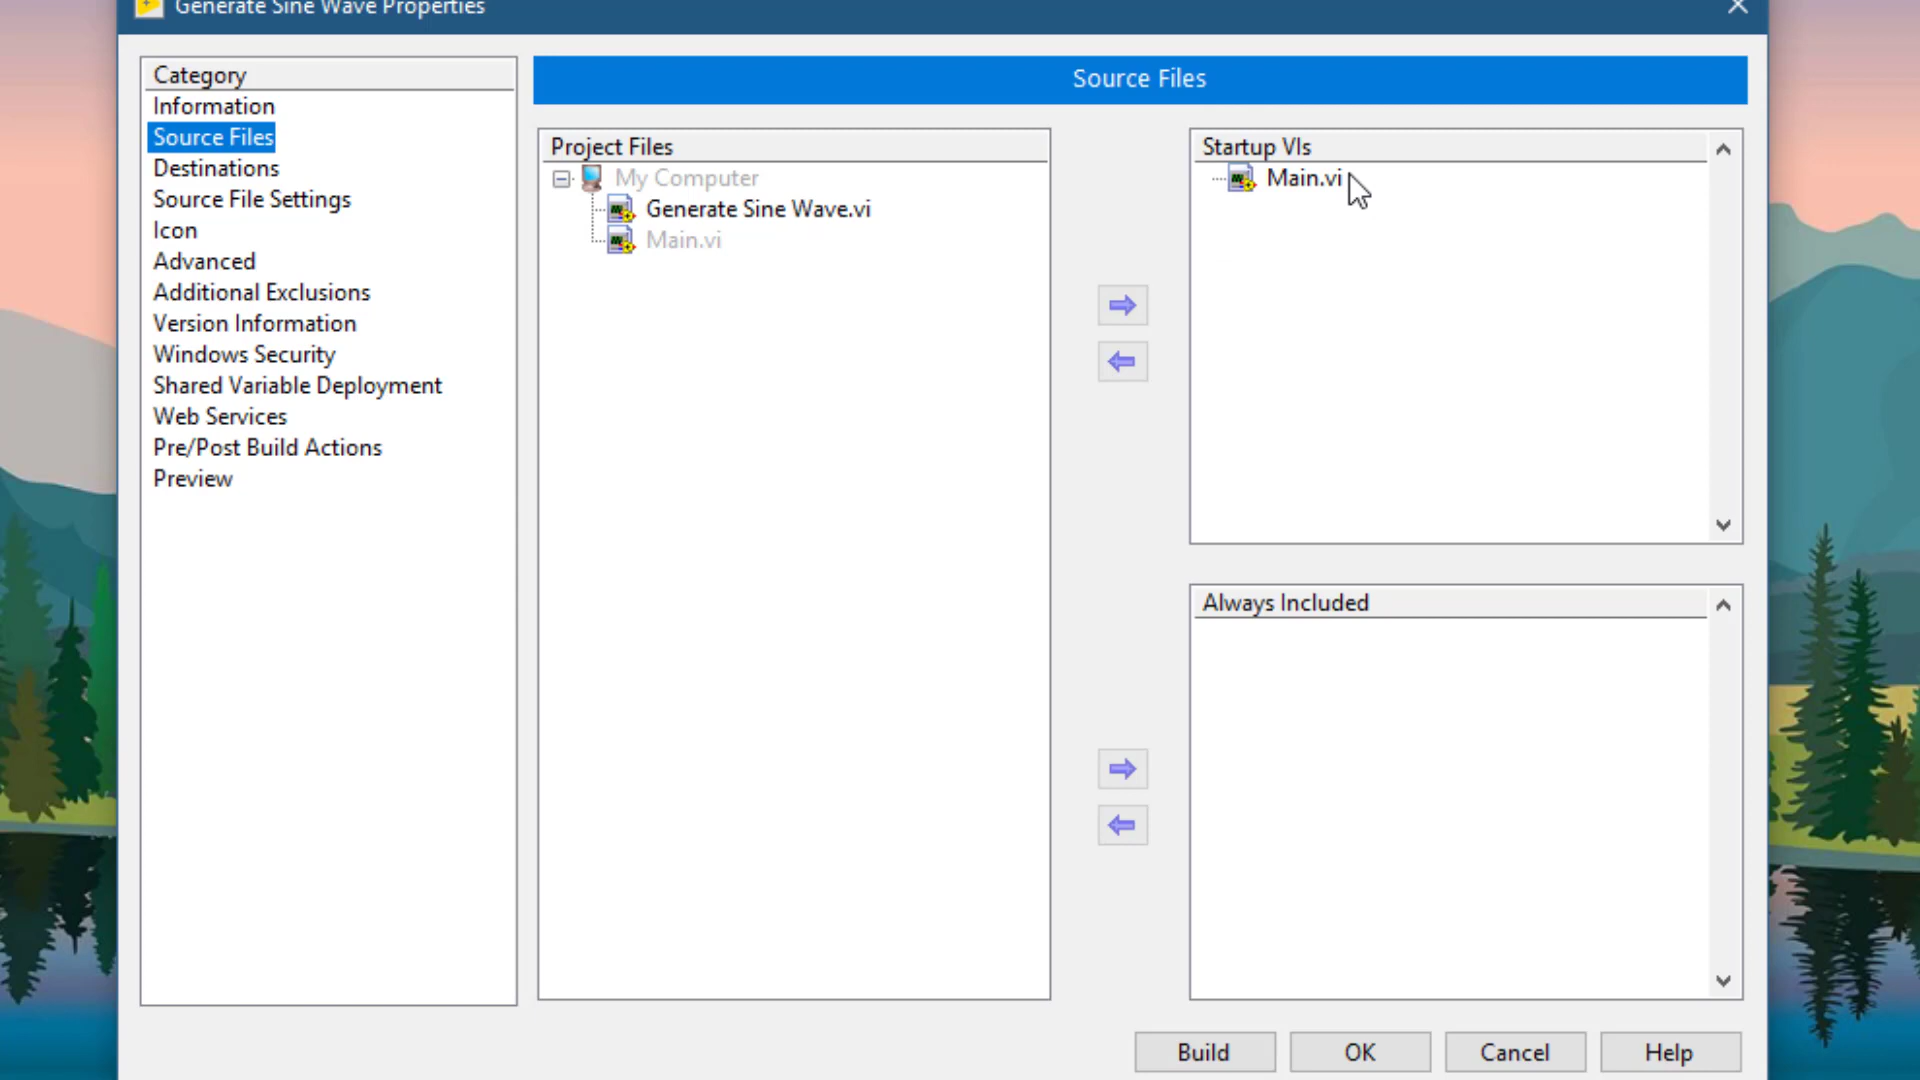 Generate Sine Wave Properties
Category
Information
Source Files
Destinations
Source File Settings
Icon
Advanced
Additional Exclusions
Version Information
Windows Security
Shared Variable Deployment
Web Services
Pre/Post Build Actions
Preview
Source Files
Project Files
My Computer
Generate Sine Wave.vi
Main.vi
Startup VIs
Main.vi
Always Included
Build
OK
Cancel
Help